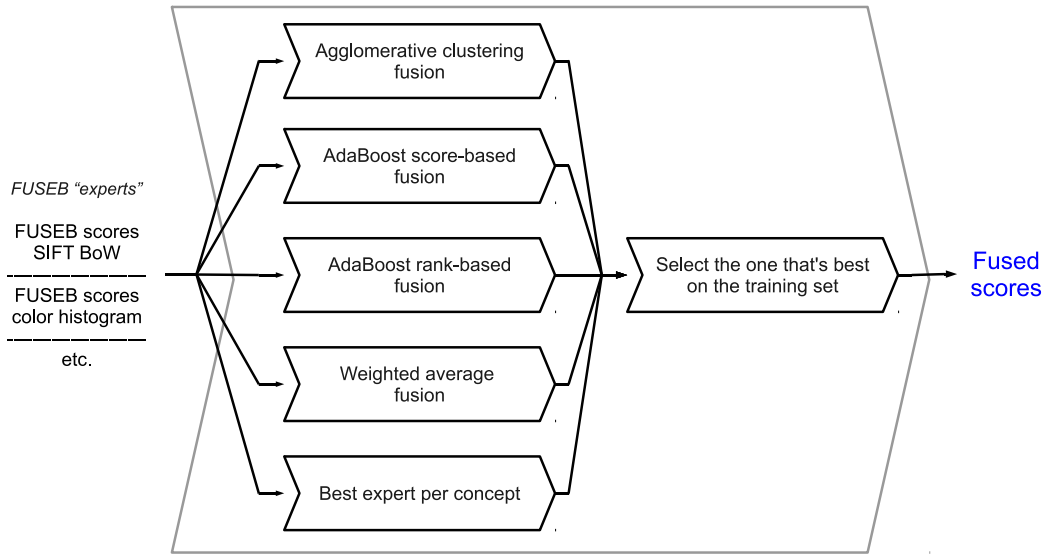 FUSEB “experts”
FUSEB scores
SIFT BoW
FUSEB scores
color histogram
etc.
Agglomerative clustering
fusion
AdaBoost score-based
fusion
AdaBoost rank-based
fusion
Weighted average
fusion
Best expert per concept
Select the one that's best
on the training set
Fused
scores